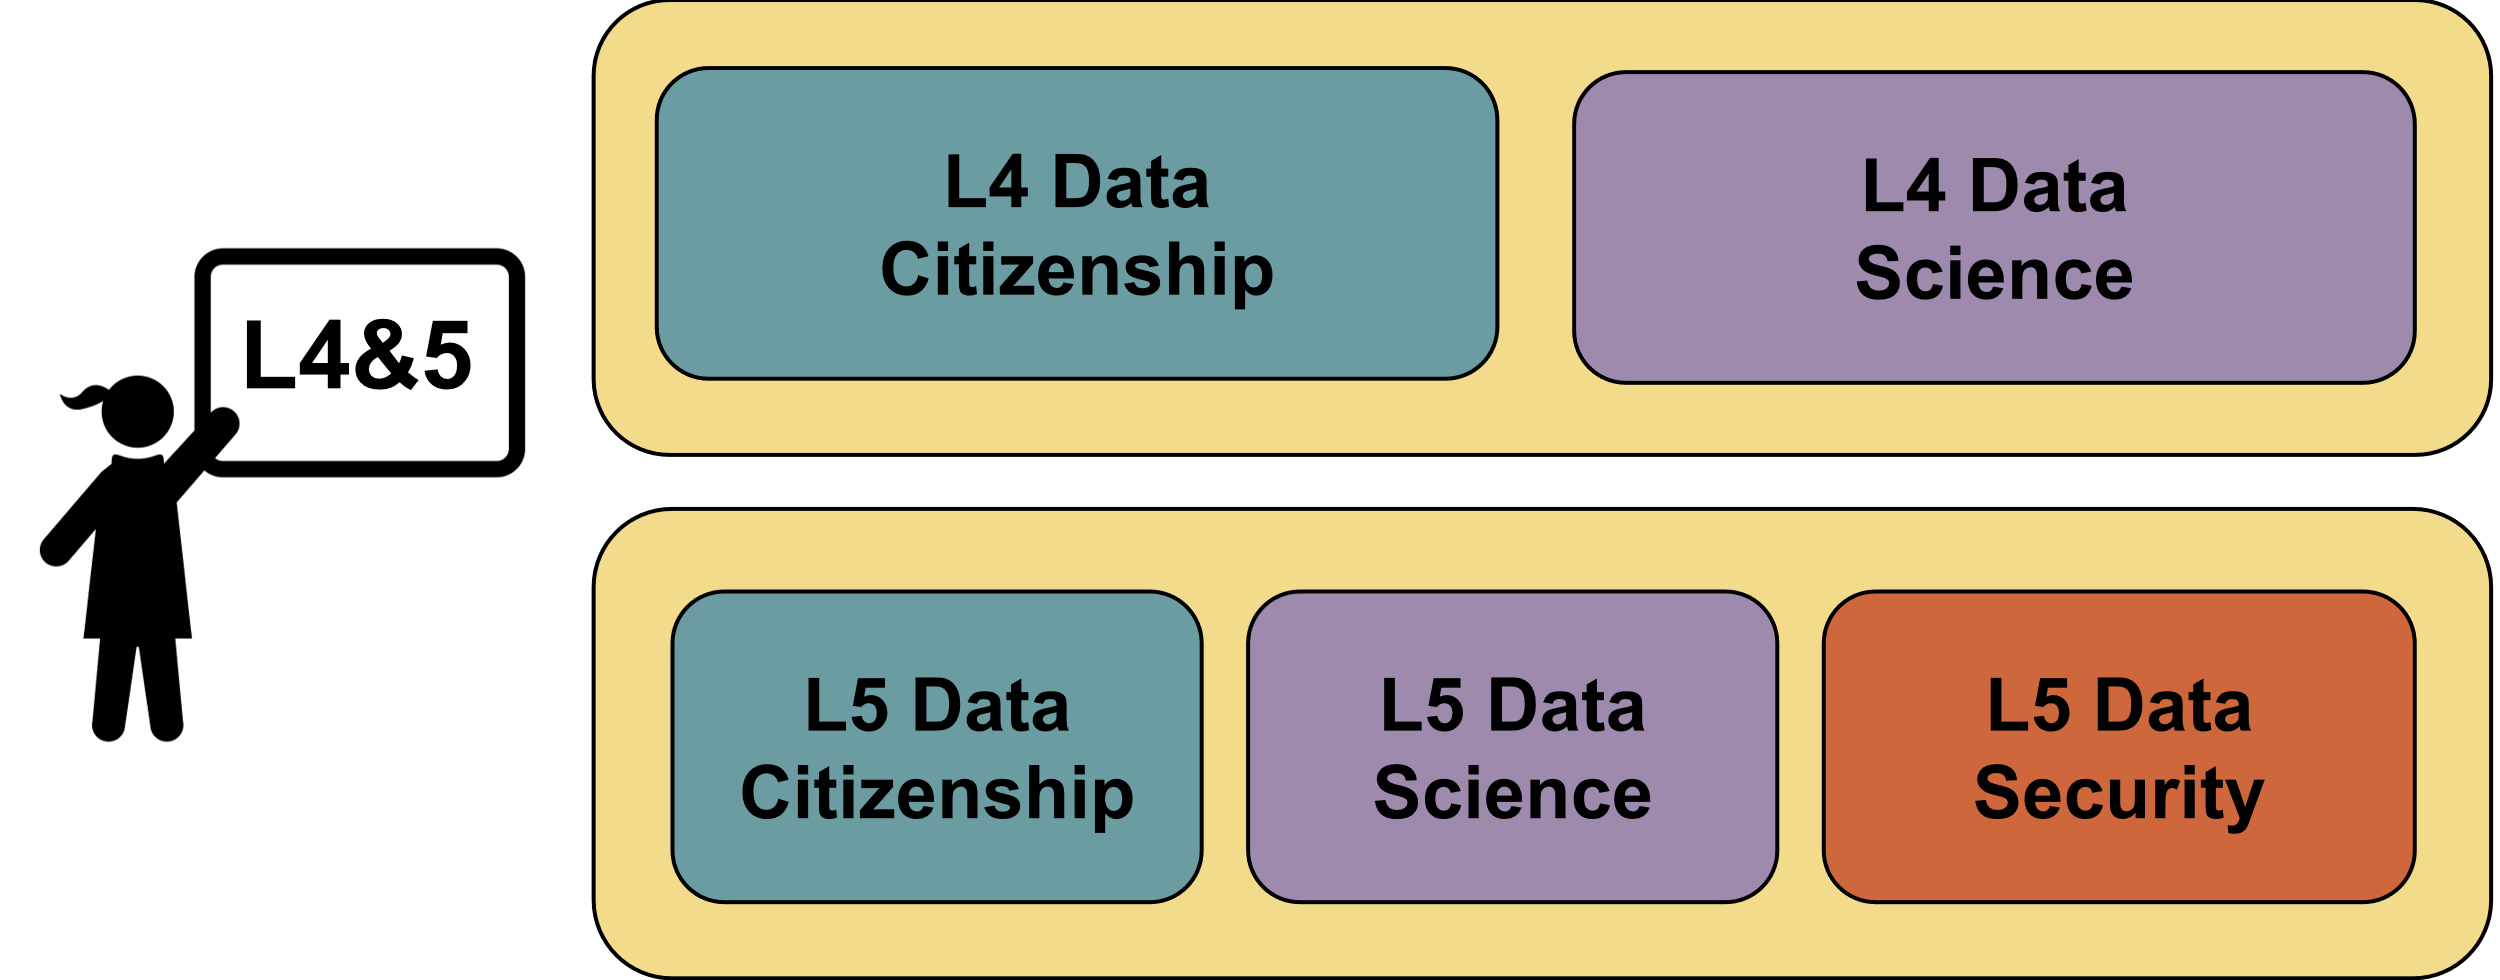 L4&5
L4 Data
Citizenship
L4 Data
Science
L5 Data
Citizenship
L5 Data
Science
L5 Data
Security